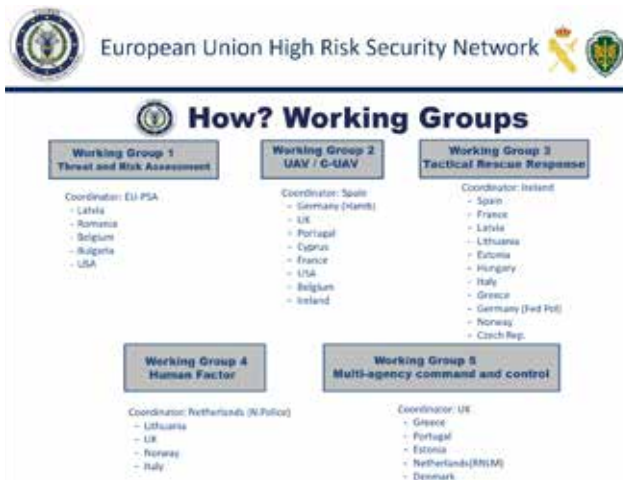 European Union High Risk Security Network
How? Working Groups
Working Group 1
Threat and Risk Assessment
Coordinator: EU-PSA
- Latvia
- Romania
- Belgium
- Bulgaria
- USA
Working Group 2
UAV / C-UAV
Coordinator: Spain
- Germany (Hamb)
- UK
- Portugal
- Cyprus
- France
- USA
- Belgium
- Ireland
Working Group 3
Tactical Rescue Response
Coordinator: Ireland
- Spain
- France
- Latvia
- Lithuania
- Estonia
- Hungary
- Italy
- Greece
- Germany (Fed Pol)
- Norway
- Czech Rep.
Working Group 4
Human Factor
Coordinator: Netherlands (N.Police)
- Lithuania
- UK
- Norway
- Italy
Working Group 5
Multi-agency command and control
Coordinator: UK
- Greece
- Portugal
- Estonia
- Netherlands(RNLM)
- Denmark